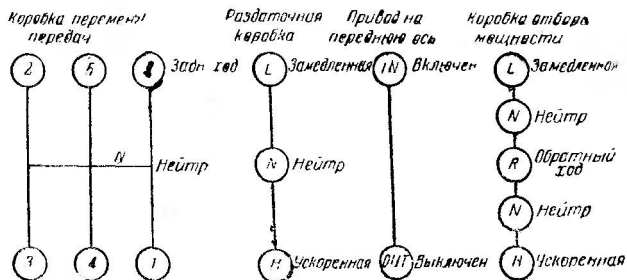 Коробка передач
Раздаточная коробка
Привод на переднюю ось
Коробка отбора мощности
2
5
Задн ход
L
Замедленная
IN
Включен
L
Замедленная
N
Нейтр
N
Нейтр
N
Нейтр
R
Обратный ход
N
Нейтр
3
4
1
H
Ускоренная
OUT
Выключен
H
Ускоренная